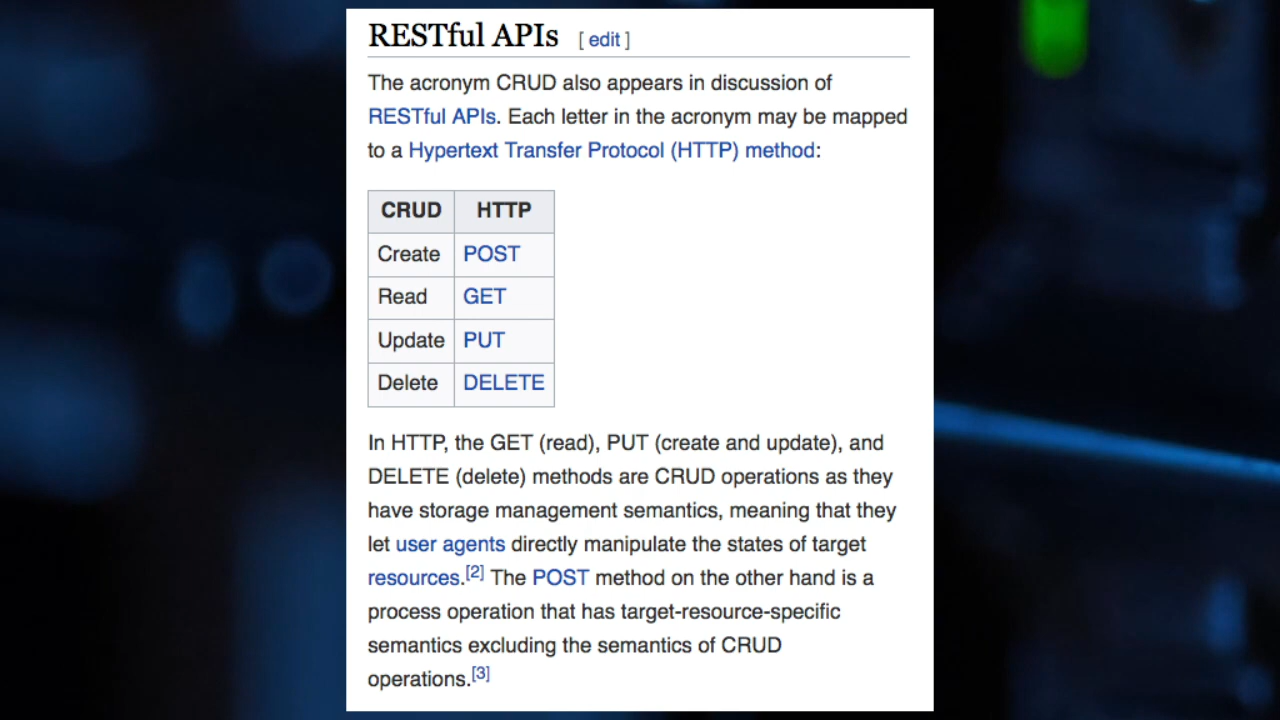 RESTful APIs [ edit ]
The acronym CRUD also appears in discussion of
RESTful APIs. Each letter in the acronym may be mapped
to a Hypertext Transfer Protocol (HTTP) method:
CRUD HTTP
Create POST
Read GET
Update PUT
Delete DELETE
In HTTP, the GET (read), PUT (create and update), and
DELETE (delete) methods are CRUD operations as they
have storage management semantics, meaning that they
let user agents directly manipulate the states of target
resources.[2] The POST method on the other hand is a
process operation that has target-resource-specific
semantics excluding the semantics of CRUD
operations.[3]